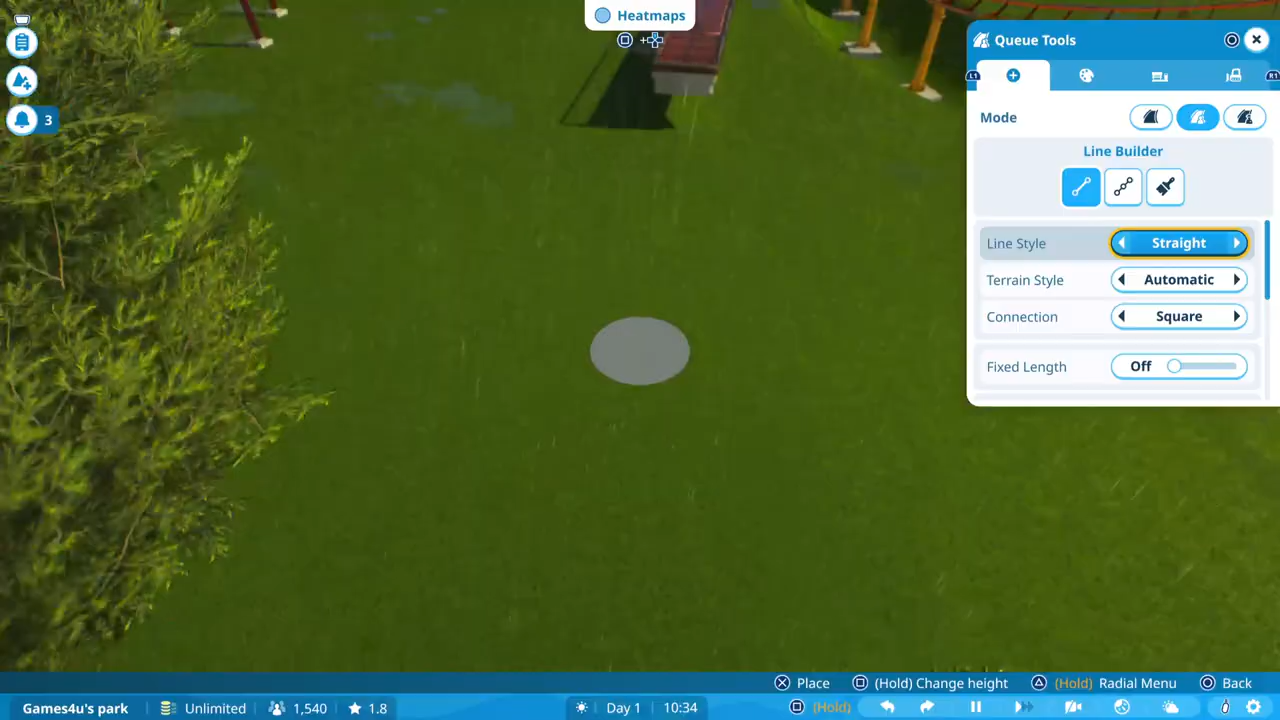 Heatmaps
3
Queue Tools
L1
R1
Mode
Line Builder
Line Style Straight
Terrain Style Automatic
Connection Square
Fixed Length Off
Place (Hold) Change height (Hold) Radial Menu Back
Games4u's park Unlimited 1,540 1.8 Day 1 10:34 (Hold)